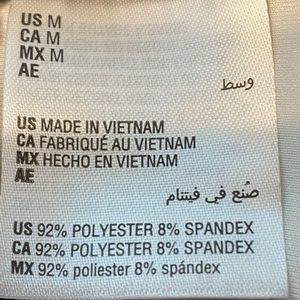 US M
CA M
MX M
AE
وسط
US MADE IN VIETNAM
CA FABRIQUÉ AU VIETNAM
MX HECHO EN VIETNAM
AE
صُنع في فيتنام
US 92% POLYESTER 8% SPANDEX
CA 92% POLYESTER 8% SPANDEX
MX 92% poliester 8% spándex